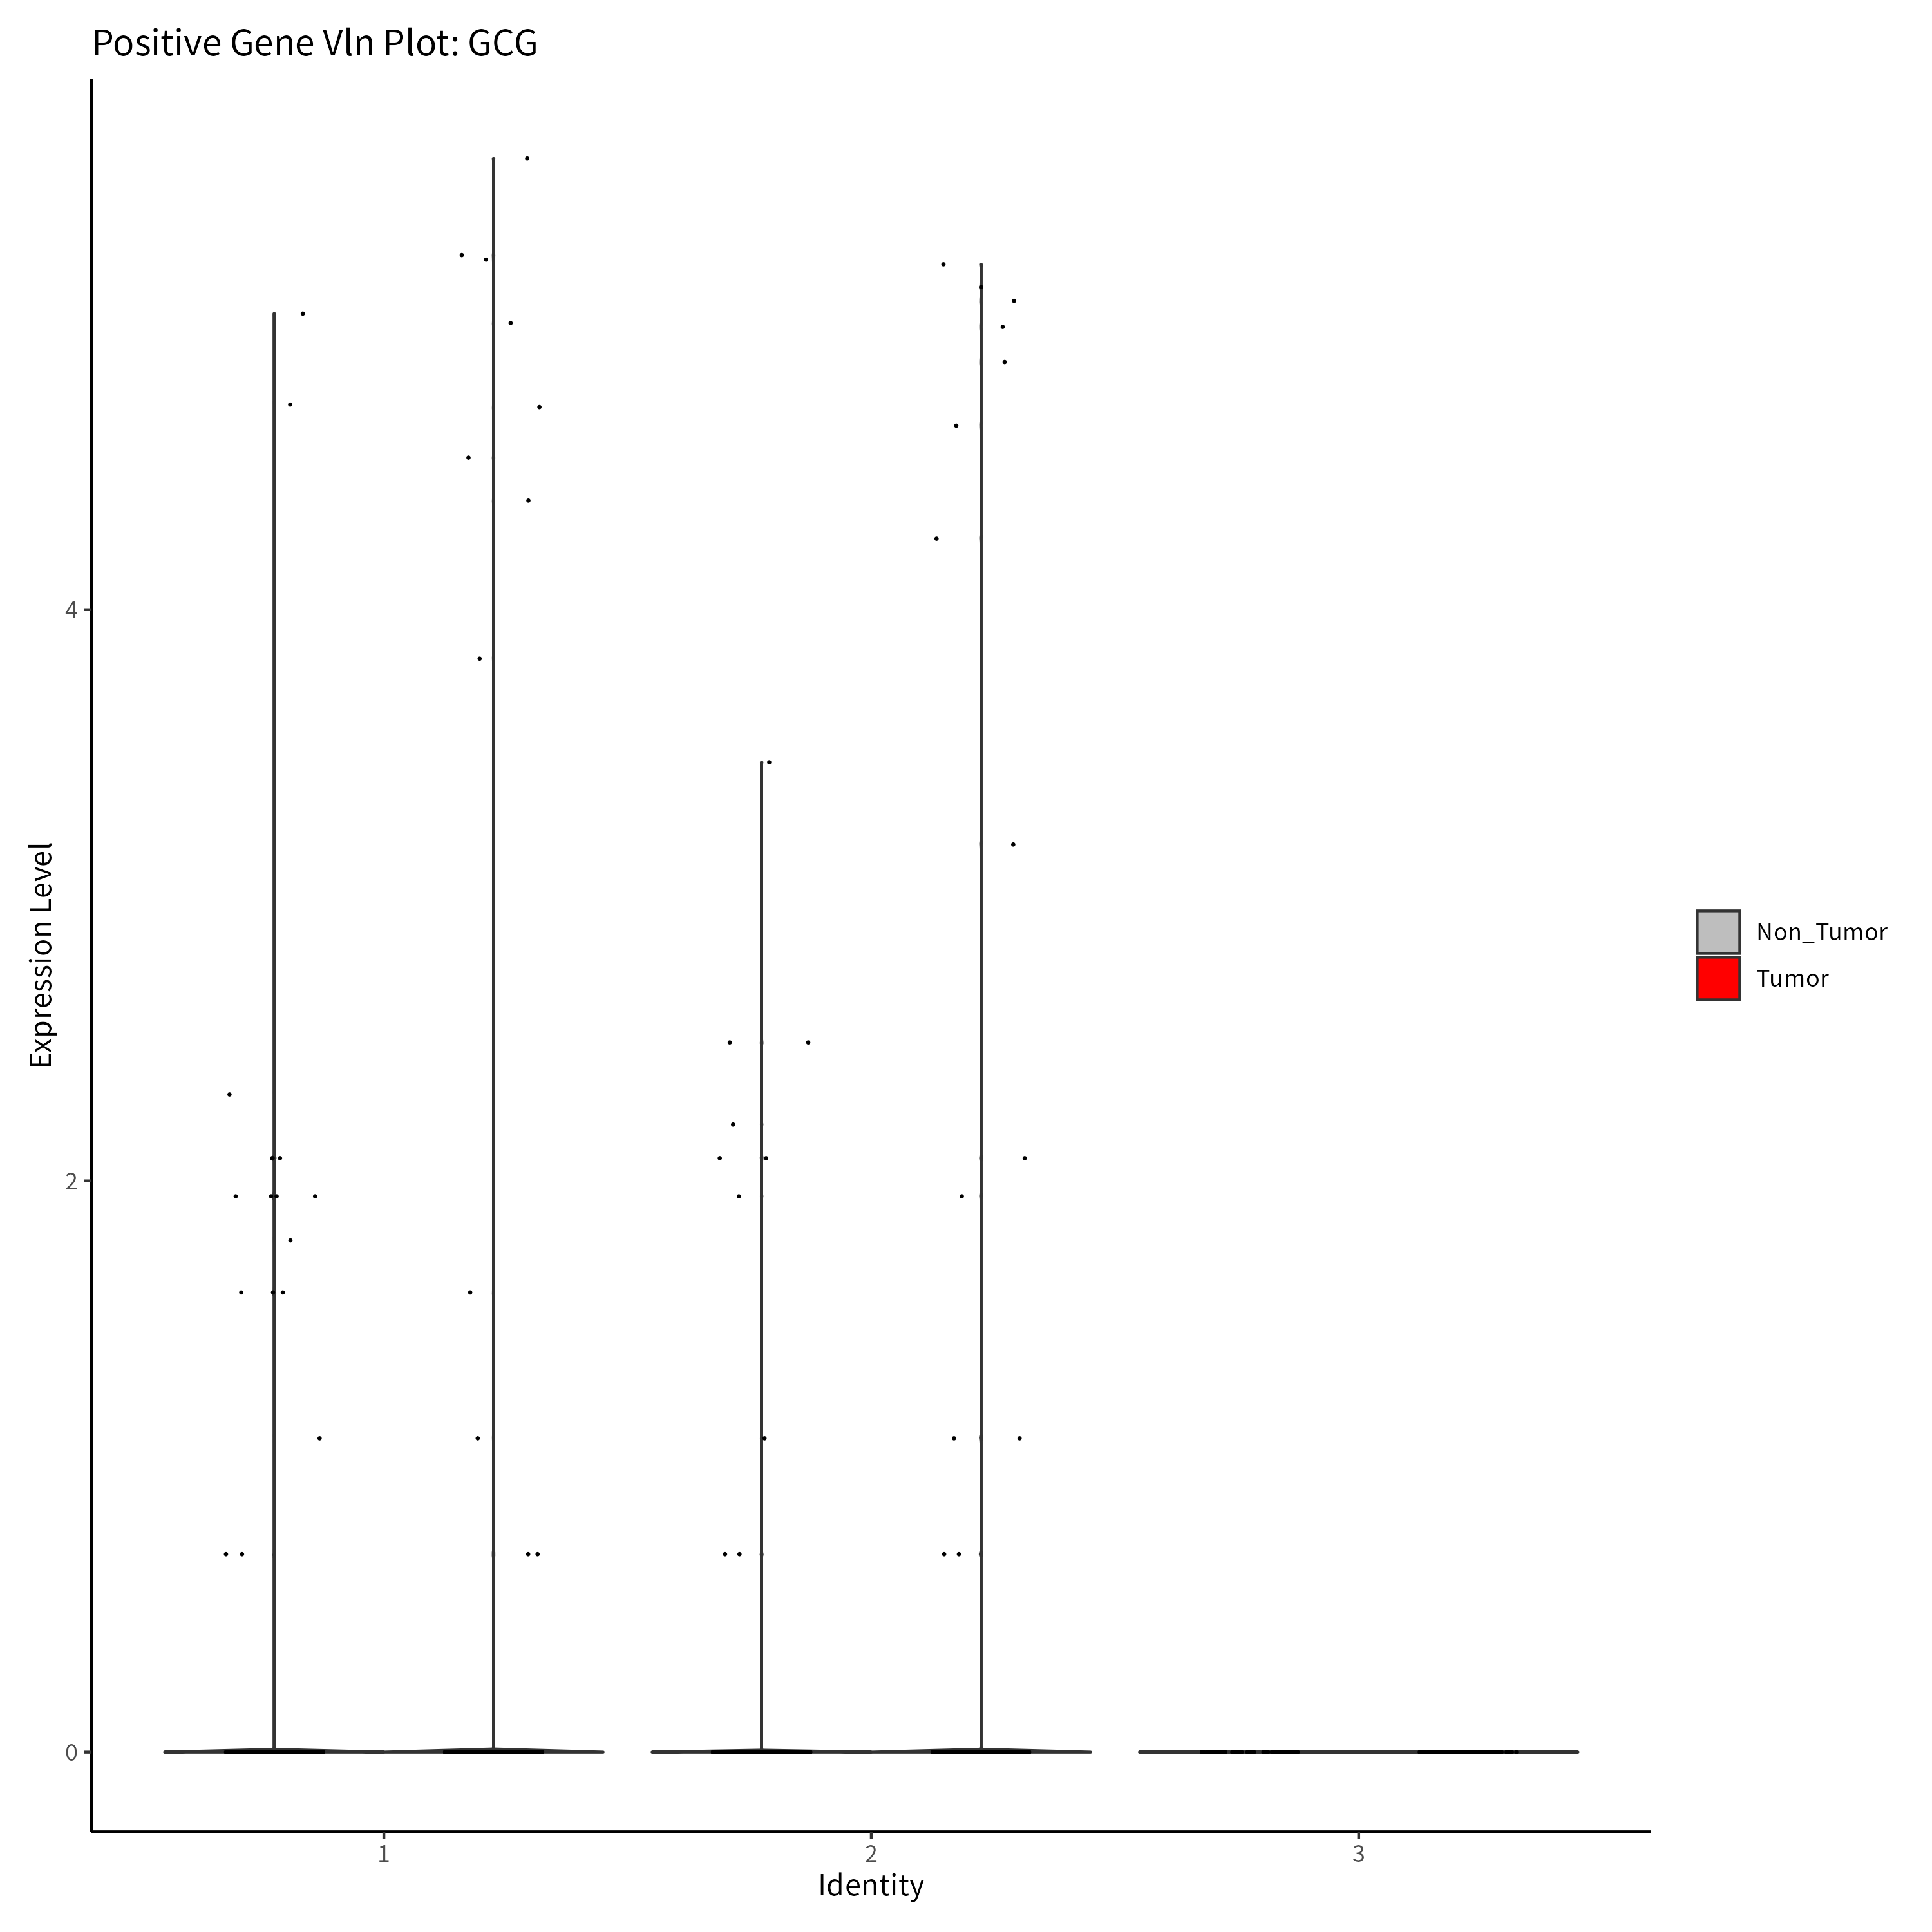 Positive Gene Vln Plot: GCG
Expression Level
4
2
0
1 2 3
Identity
Non_Tumor
Tumor